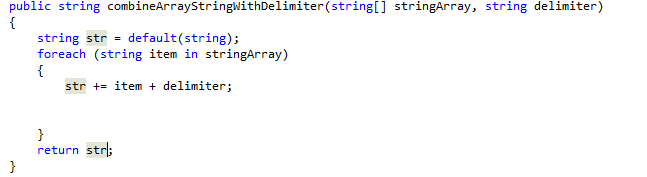 public string combineArrayStringWithDelimiter(string[] stringArray, string delimiter)
{
    string str = default(string);
    foreach (string item in stringArray)
    {
        str += item + delimiter;
    }
    return str;
}